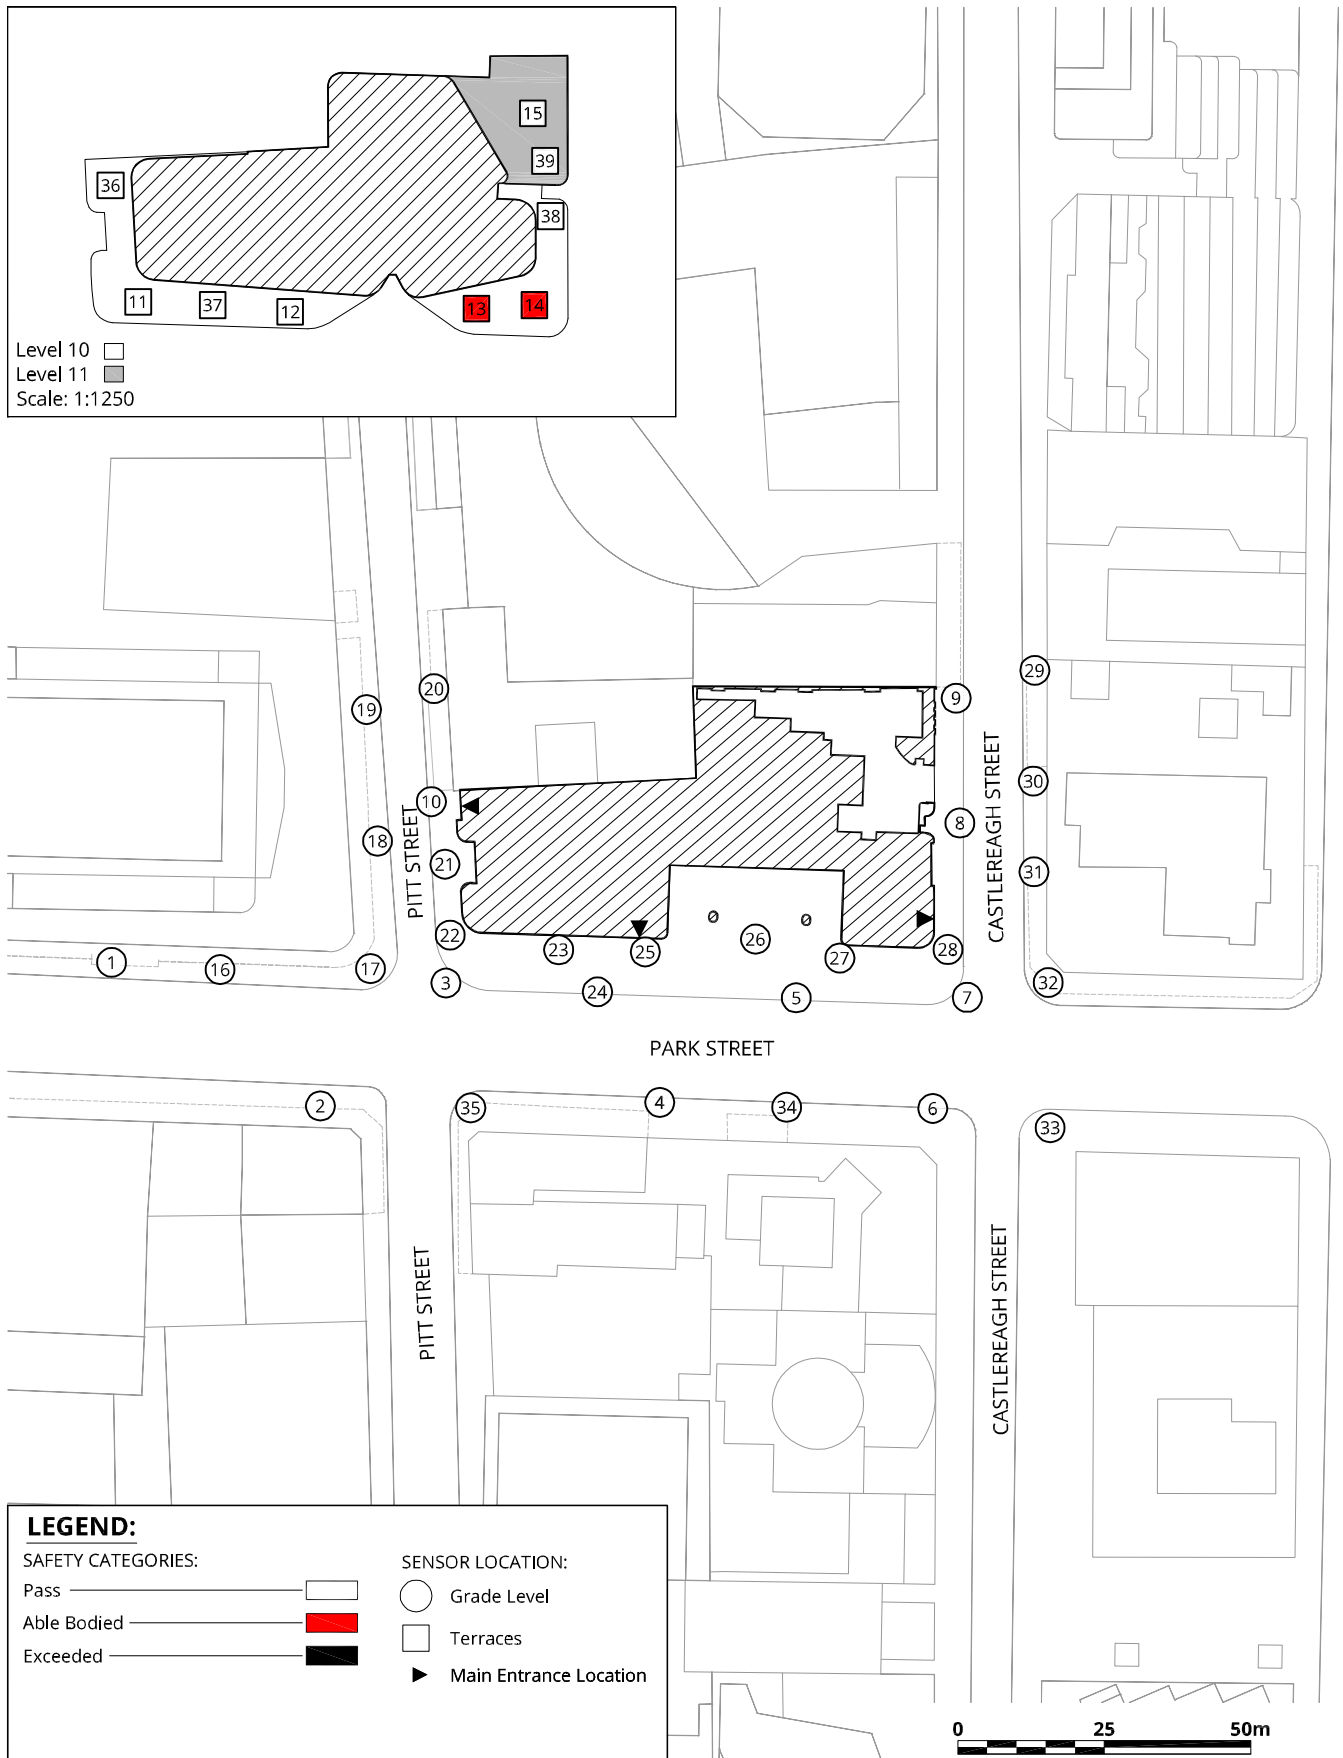 15
39
36
38
11
37
12
13
14
Level 10
Level 11
Scale: 1:1250
29
20
9
19
30
10
8
18
PITT STREET
CASTLEREAGH STREET
21
31
22
23
25
26
27
28
1
16
17
3
24
5
7
32
PARK STREET
2
35
4
34
6
33
PITT STREET
CASTLEREAGH STREET
LEGEND:
SAFETY CATEGORIES:
Pass
Able Bodied
Exceeded
SENSOR LOCATION:
Grade Level
Terraces
Main Entrance Location
0 25 50m